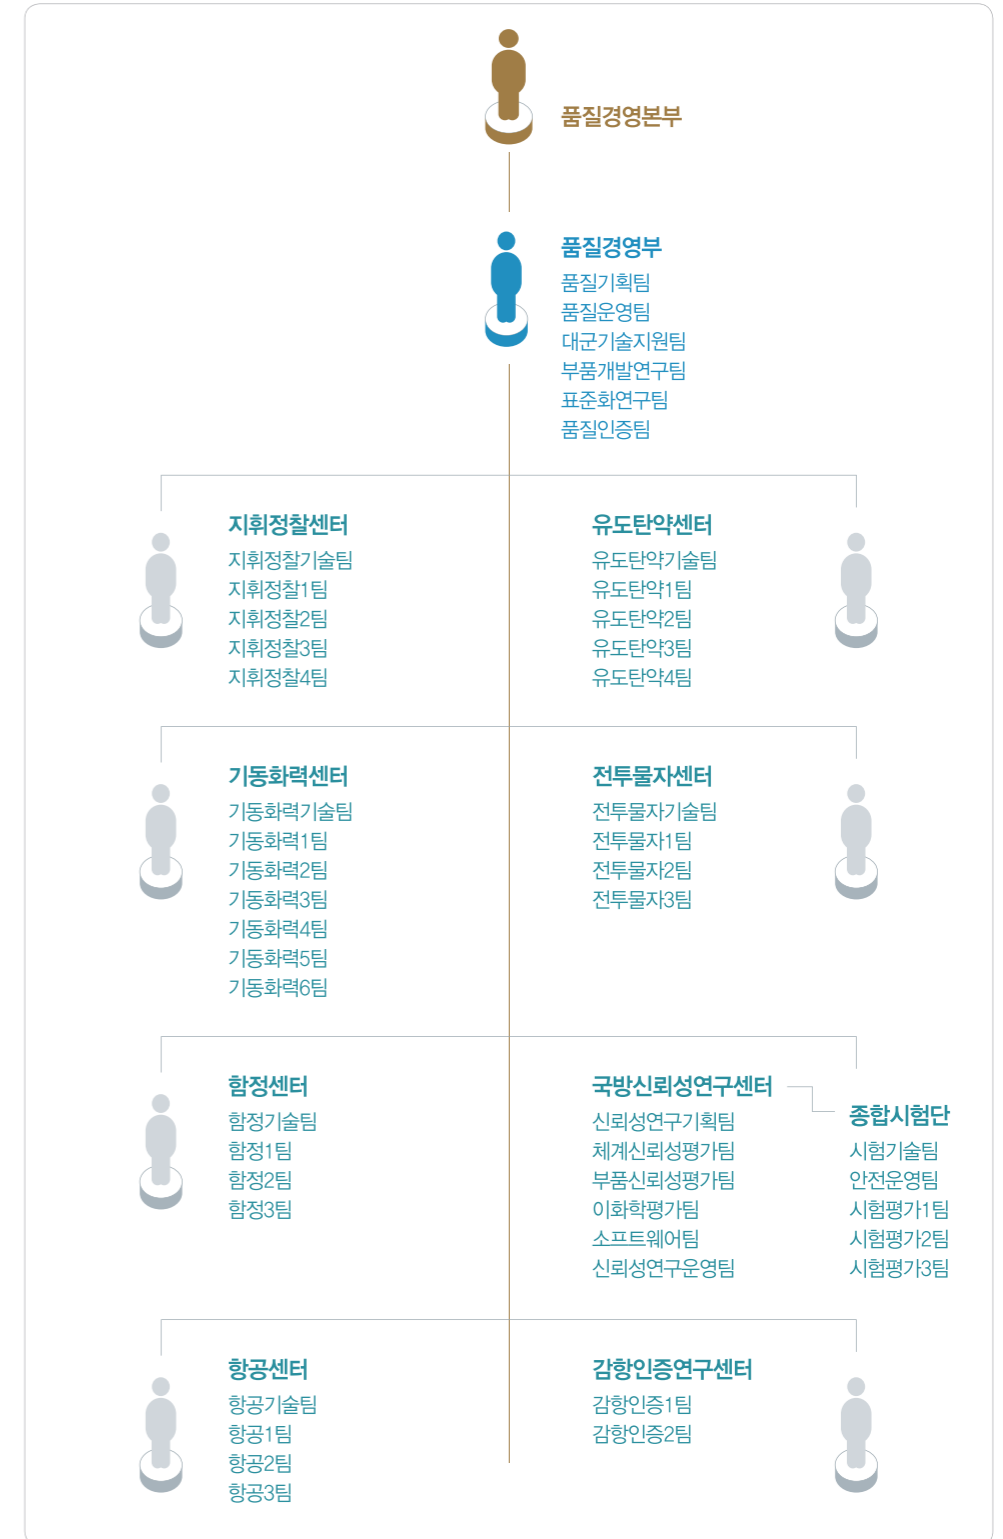 품질경영본부
품질경영부
품질기획팀
품질운영팀
대군기술지원팀
부품개발연구팀
표준화연구팀
품질인증팀
지휘정찰센터
지휘정찰기술팀
지휘정찰1팀
지휘정찰2팀
지휘정찰3팀
지휘정찰4팀
유도탄약센터
유도탄약기술팀
유도탄약1팀
유도탄약2팀
유도탄약3팀
유도탄약4팀
기동화력센터
기동화력기술팀
기동화력1팀
기동화력2팀
기동화력3팀
기동화력4팀
기동화력5팀
기동화력6팀
전투물자센터
전투물자기술팀
전투물자1팀
전투물자2팀
전투물자3팀
함정센터
함정기술팀
함정1팀
함정2팀
함정3팀
국방신뢰성연구센터
신뢰성연구기획팀
체계신뢰성평가팀
부품신뢰성평가팀
이화학평가팀
소프트웨어팀
신뢰성연구운영팀
종합시험단
시험기술팀
안전운영팀
시험평가1팀
시험평가2팀
시험평가3팀
항공센터
항공기술팀
항공1팀
항공2팀
항공3팀
감항인증연구센터
감항인증1팀
감항인증2팀